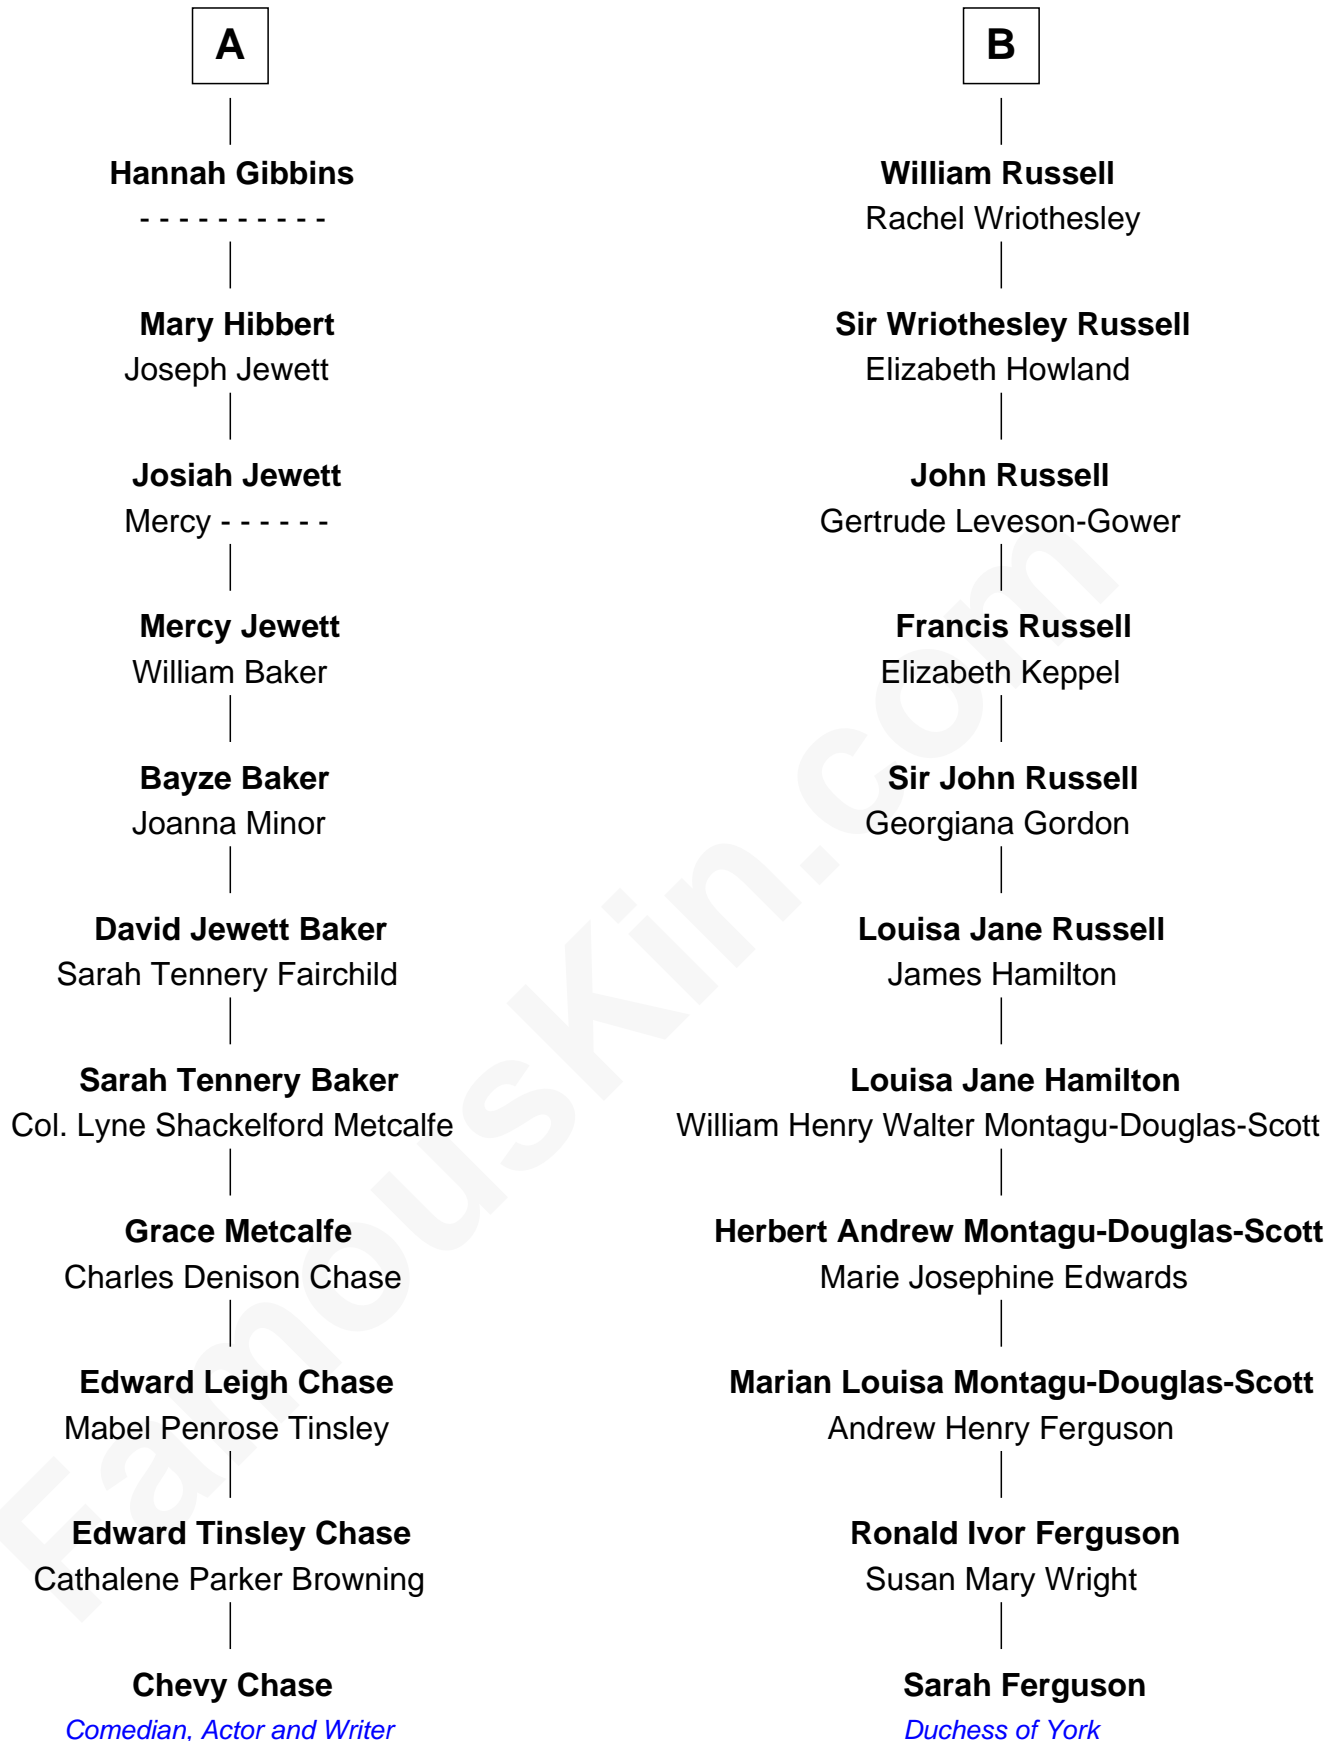 A
Hannah Gibbins
- - - - - - - - - -
Mary Hibbert
Joseph Jewett
Josiah Jewett
Mercy - - - - - -
Mercy Jewett
William Baker
Bayze Baker
Joanna Minor
David Jewett Baker
Sarah Tennery Fairchild
Sarah Tennery Baker
Col. Lyne Shackelford Metcalfe
Grace Metcalfe
Charles Denison Chase
Edward Leigh Chase
Mabel Penrose Tinsley
Edward Tinsley Chase
Cathalene Parker Browning
Chevy Chase
Comedian, Actor and Writer
B
William Russell
Rachel Wriothesley
Sir Wriothesley Russell
Elizabeth Howland
John Russell
Gertrude Leveson-Gower
Francis Russell
Elizabeth Keppel
Sir John Russell
Georgiana Gordon
Louisa Jane Russell
James Hamilton
Louisa Jane Hamilton
William Henry Walter Montagu-Douglas-Scott
Herbert Andrew Montagu-Douglas-Scott
Marie Josephine Edwards
Marian Louisa Montagu-Douglas-Scott
Andrew Henry Ferguson
Ronald Ivor Ferguson
Susan Mary Wright
Sarah Ferguson
Duchess of York
FamousKin.com